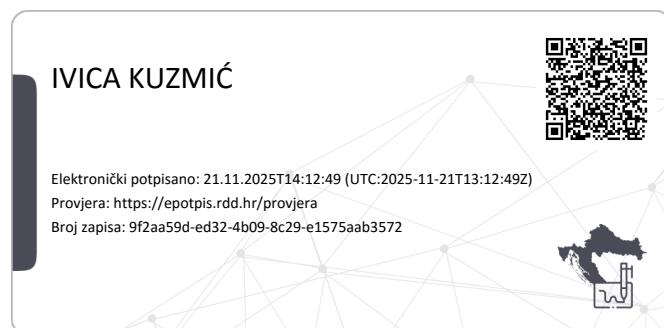 IVICA KUZMIĆ
Elektronički potpisano: 21.11.2025T14:12:49 (UTC:2025-11-21T13:12:49Z)
Provjera: https://epotpis.rdd.hr/provjera
Broj zapisa: 9f2aa59d-ed32-4b09-8c29-e1575aab3572